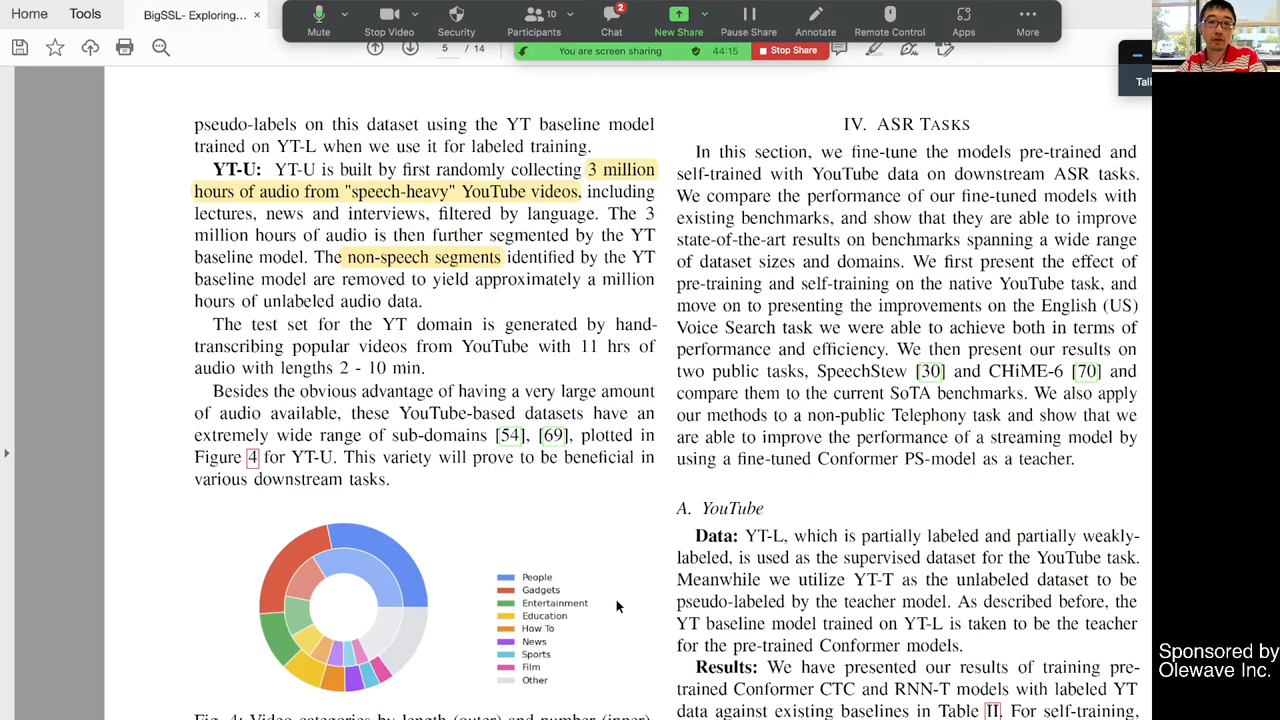 Home
Tools
BigSSL- Exploring...
×
Mute
Stop Video
Security
10
Participants
2
Chat
New Share
Pause Share
Annotate
Remote Control
Apps
More
You are screen sharing
44:15
Stop Share
5 / 14
Talk
pseudo-labels on this dataset using the YT baseline model
trained on YT-L when we use it for labeled training.
YT-U: YT-U is built by first randomly collecting 3 million
hours of audio from "speech-heavy" YouTube videos, including
lectures, news and interviews, filtered by language. The 3
million hours of audio is then further segmented by the YT
baseline model. The non-speech segments identified by the YT
baseline model are removed to yield approximately a million
hours of unlabeled audio data.
The test set for the YT domain is generated by hand-
transcribing popular videos from YouTube with 11 hrs of
audio with lengths 2 - 10 min.
Besides the obvious advantage of having a very large amount
of audio available, these YouTube-based datasets have an
extremely wide range of sub-domains [54], [69], plotted in
Figure 4 for YT-U. This variety will prove to be beneficial in
various downstream tasks.
People
Gadgets
Entertainment
Education
How To
News
Sports
Film
Other
Fig. 4: Video categories by length (outer) and number (inner).
IV. ASR TASKS
In this section, we fine-tune the models pre-trained and
self-trained with YouTube data on downstream ASR tasks.
We compare the performance of our fine-tuned models with
existing benchmarks, and show that they are able to improve
state-of-the-art results on benchmarks spanning a wide range
of dataset sizes and domains. We first present the effect of
pre-training and self-training on the native YouTube task, and
move on to presenting the improvements on the English (US)
Voice Search task we were able to achieve both in terms of
performance and efficiency. We then present our results on
two public tasks, SpeechStew [30] and CHiME-6 [70] and
compare them to the current SoTA benchmarks. We also apply
our methods to a non-public Telephony task and show that we
are able to improve the performance of a streaming model by
using a fine-tuned Conformer PS-model as a teacher.
A. YouTube
Data: YT-L, which is partially labeled and partially weakly-
labeled, is used as the supervised dataset for the YouTube task.
Meanwhile we utilize YT-T as the unlabeled dataset to be
pseudo-labeled by the teacher model. As described before, the
YT baseline model trained on YT-L is taken to be the teacher
for the pre-trained Conformer models,
Results: We have presented our results of training pre-
trained Conformer CTC and RNN-T models with labeled YT
data against existing baselines in Table II. For self-training,
Sponsored by
Olewave Inc.